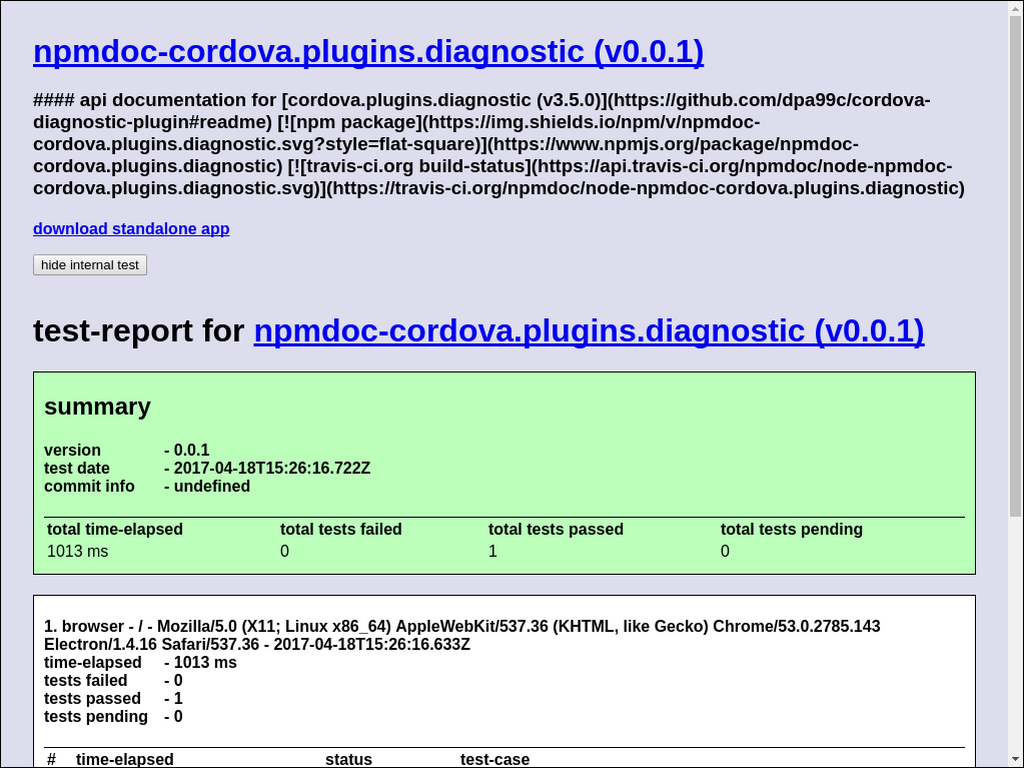 npmdoc-cordova.plugins.diagnostic (v0.0.1)
#### api documentation for [cordova.plugins.diagnostic (v3.5.0)](https://github.com/dpa99c/cordova-
diagnostic-plugin#readme) [![npm package](https://img.shields.io/npm/v/npmdoc-
cordova.plugins.diagnostic.svg?style=flat-square)](https://www.npmjs.org/package/npmdoc-
cordova.plugins.diagnostic) [![travis-ci.org build-status](https://api.travis-ci.org/npmdoc/node-npmdoc-
cordova.plugins.diagnostic.svg)](https://travis-ci.org/npmdoc/node-npmdoc-cordova.plugins.diagnostic)
download standalone app
hide internal test
test-report for npmdoc-cordova.plugins.diagnostic (v0.0.1)
summary
version - 0.0.1
test date - 2017-04-18T15:26:16.722Z
commit info - undefined
total time-elapsed total tests failed total tests passed total tests pending
1013 ms 0 1 0
1. browser - / - Mozilla/5.0 (X11; Linux x86_64) AppleWebKit/537.36 (KHTML, like Gecko) Chrome/53.0.2785.143
Electron/1.4.16 Safari/537.36 - 2017-04-18T15:26:16.633Z
time-elapsed - 1013 ms
tests failed - 0
tests passed - 1
tests pending - 0
# time-elapsed status test-case